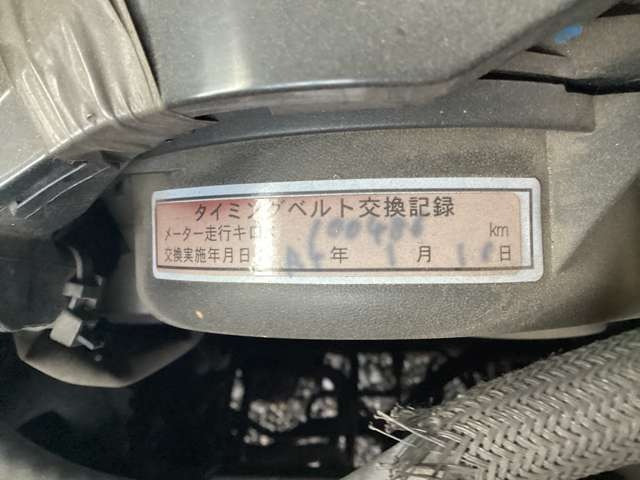 タイミングベルト交換記録
メーター走行キロ km
交換実施年月日 年 1 月 日